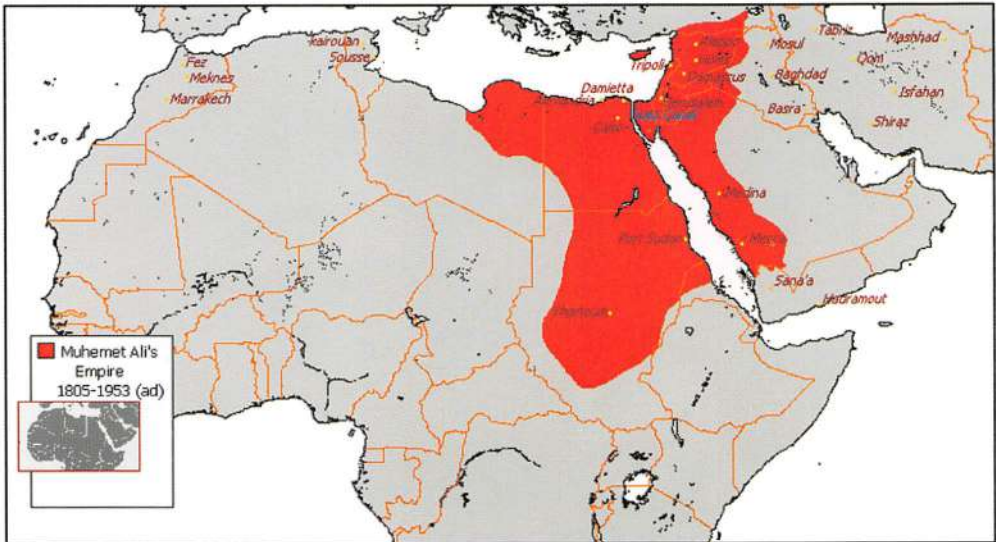 Tabriz
Mashhad
Aleppo
Mosul
kairouan
Sousse
Fez
Tripoli
Qom
Meknes
Damascus
Baghdad
Damietta
Isfahan
Marrakech
Alexandria
Basra
Cairo
Shiraz
Medina
Port Sudan
Mecca
Sana'a
Hadramout
Khartoum
Muhemet Ali's
Empire
1805-1953 (ad)